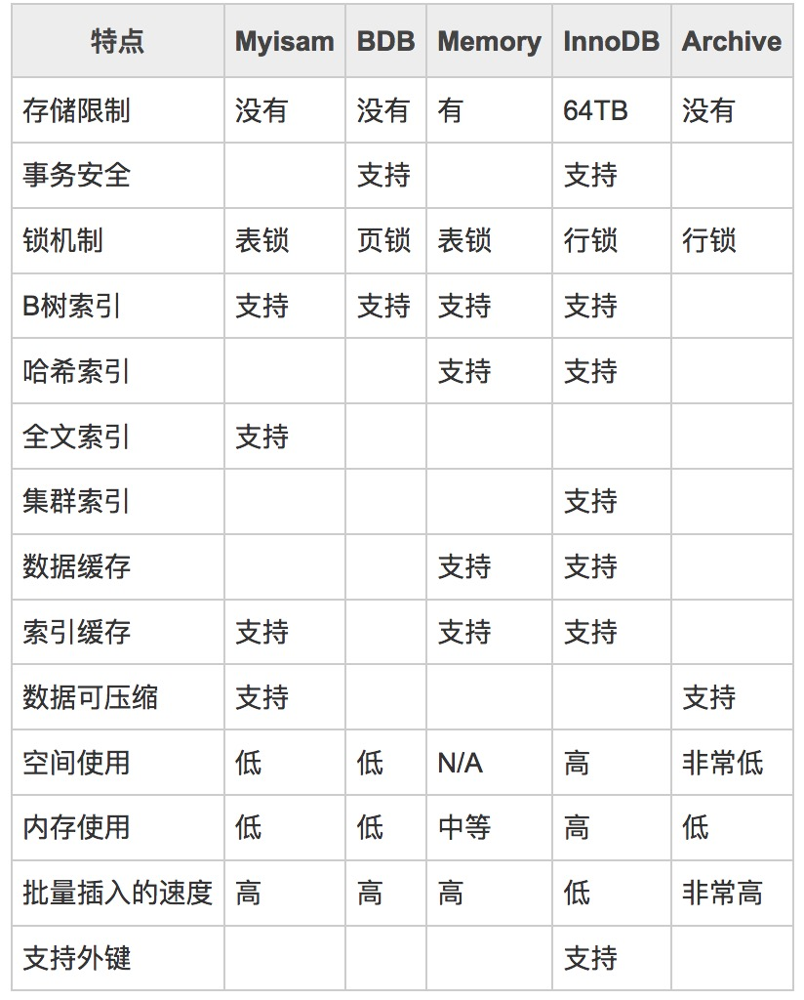 特点 Myisam BDB Memory InnoDB Archive
存储限制 没有 没有 有 64TB 没有
事务安全 支持 支持
锁机制 表锁 页锁 表锁 行锁 行锁
B树索引 支持 支持 支持 支持
哈希索引 支持 支持
全文索引 支持
集群索引 支持
数据缓存 支持 支持
索引缓存 支持 支持 支持
数据可压缩 支持 支持
空间使用 低 低 N/A 高 非常低
内存使用 低 低 中等 高 低
批量插入的速度 高 高 高 低 非常高
支持外键 支持